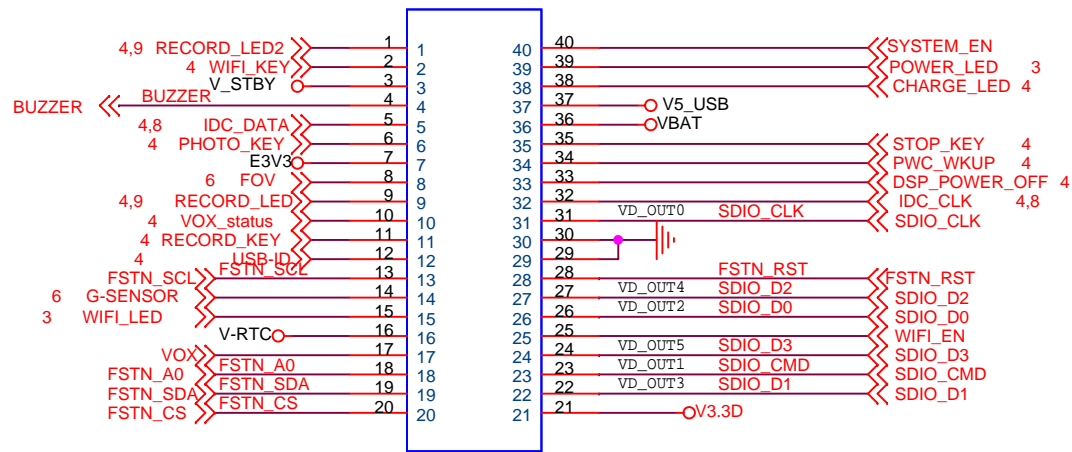 4,9 RECORD_LED2 1 1 40 40 SYSTEM_EN
4 WIFI_KEY 2 2 39 39 POWER_LED 3
V_STBY 3 3 38 38 CHARGE_LED 4
BUZZER BUZZER 4 4 37 37 V5_USB
4,8 IDC_DATA 5 5 36 36 VBAT
4 PHOTO_KEY 6 6 35 35 STOP_KEY 4
E3V3 7 7 34 34 PWC_WKUP 4
6 FOV 8 8 33 33 DSP_POWER_OFF 4
4,9 RECORD_LED 9 9 32 32 IDC_CLK 4,8
4 VOX_status 10 10 31 31 VD_OUT0 SDIO_CLK SDIO_CLK
4 RECORD_KEY 11 11 30 30
4 USB-ID 12 12 29 29
FSTN_SCL FSTN_SCL 13 13 28 28 FSTN_RST FSTN_RST
6 G-SENSOR 14 14 27 27 VD_OUT4 SDIO_D2 SDIO_D2
3 WIFI_LED 15 15 26 26 VD_OUT2 SDIO_D0 SDIO_D0
V-RTC 16 16 25 25 WIFI_EN
VOX 17 17 24 24 VD_OUT5 SDIO_D3 SDIO_D3
FSTN_A0 FSTN_A0 18 18 23 23 VD_OUT1 SDIO_CMD SDIO_CMD
FSTN_SDA FSTN_SDA 19 19 22 22 VD_OUT3 SDIO_D1 SDIO_D1
FSTN_CS FSTN_CS 20 20 21 21 V3.3D